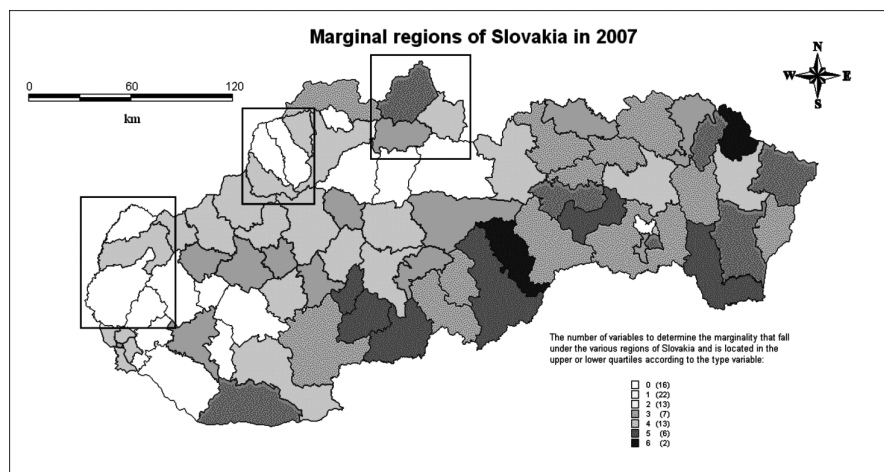 Marginal regions of Slovakia in 2007
N
W E
S
0 60 120
km
The number of variables to determine the marginality that fall
under the various regions of Slovakia and is located in the
upper or lower quartiles according to the type variable:
0 (16)
1 (22)
2 (13)
3 (7)
4 (13)
5 (6)
6 (2)